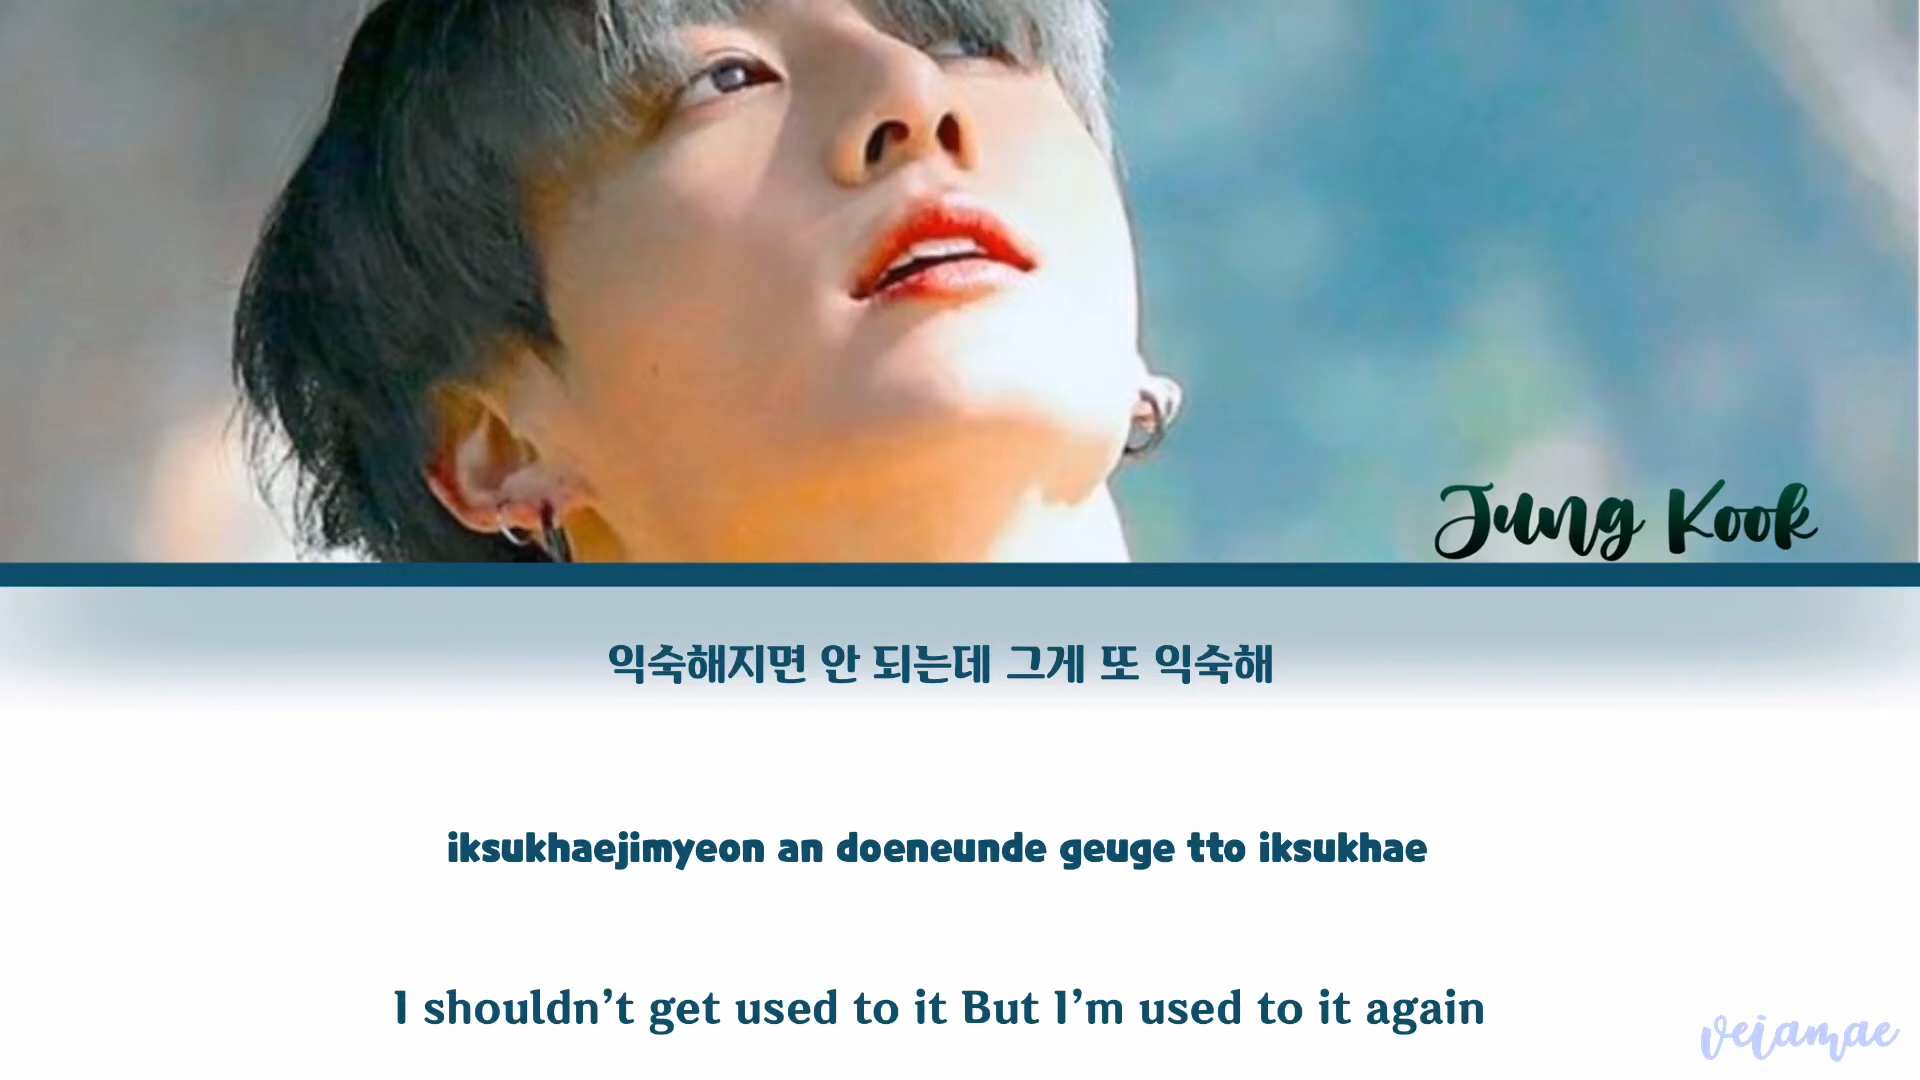 Jung Kook
익숙해지면 안 되는데 그게 또 익숙해
iksukhaejimyeon an doeneunde geuge tto iksukhae
I shouldn’t get used to it But I’m used to it again
veiamae